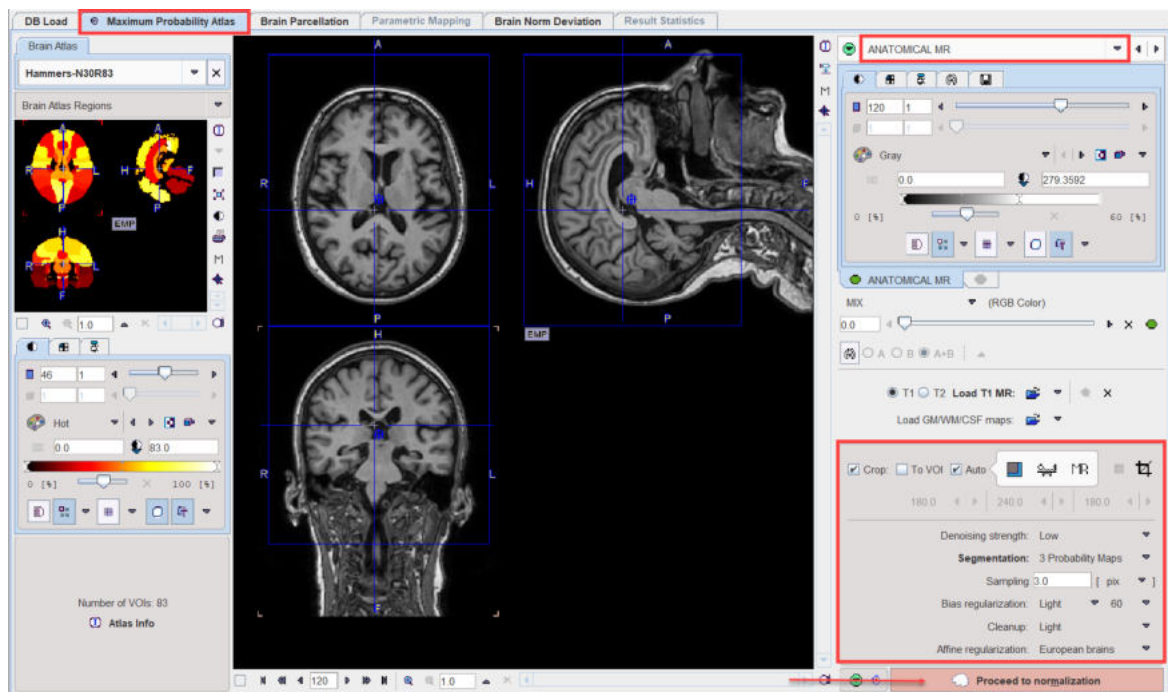 DB Load
Maximum Probability Atlas
Brain Parcellation
Parametric Mapping
Brain Norm Deviation
Result Statistics
Brain Atlas
Hammers-N30R83
Brain Atlas Regions
A
R
L
P
A
H
P
EMP
H
R
L
F
1.0
46
1
1
1
Hot
0.0
83.0
0 [%]
100 [%]
Number of VOIs: 83
Atlas Info
A
R
L
P
A
H
P
P
EMP
H
R
L
F
M
M
120
1.0
ANATOMICAL MR
120
1
1
1
Gray
0.0
279.3592
0 [%]
60 [%]
ANATOMICAL MR
MIX
(RGB Color)
0.0
A
B
A+B
T1
T2
Load T1 MR:
Load GM/WM/CSF maps:
Crop:
To VOI
Auto
MR
180.0
240.0
180.0
Denoising strength: Low
Segmentation: 3 Probability Maps
Sampling 3.0 [ pix ]
Bias regularization: Light 60
Cleanup: Light
Affine regularization: European brains
Proceed to normalization